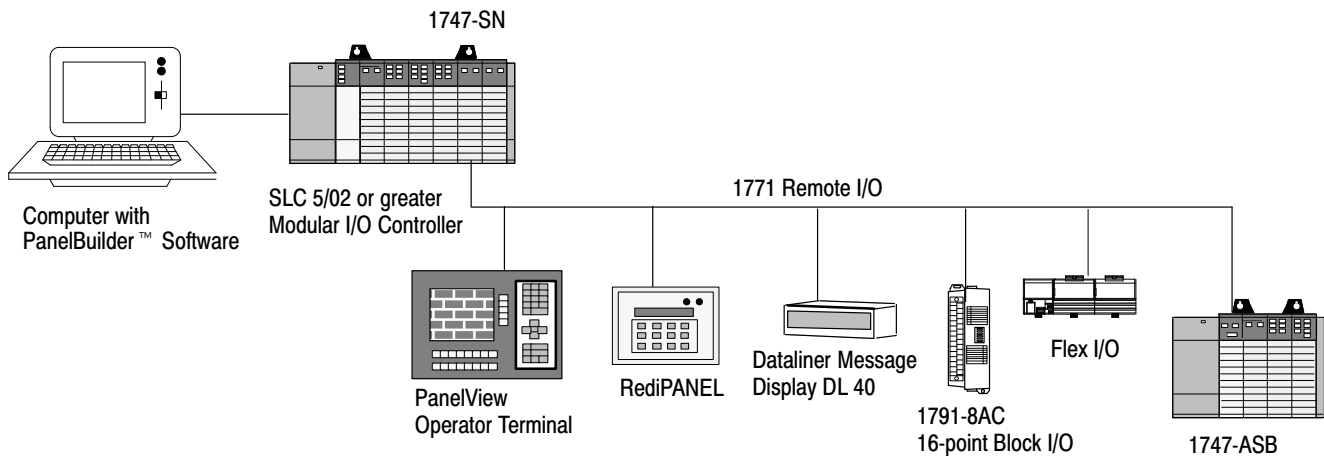 1747-SN
Computer with
PanelBuilder™ Software
SLC 5/02 or greater
Modular I/O Controller
1771 Remote I/O
PanelView
Operator Terminal
RediPANEL
Dataliner Message
Display DL 40
1791-8AC
16-point Block I/O
Flex I/O
1747-ASB